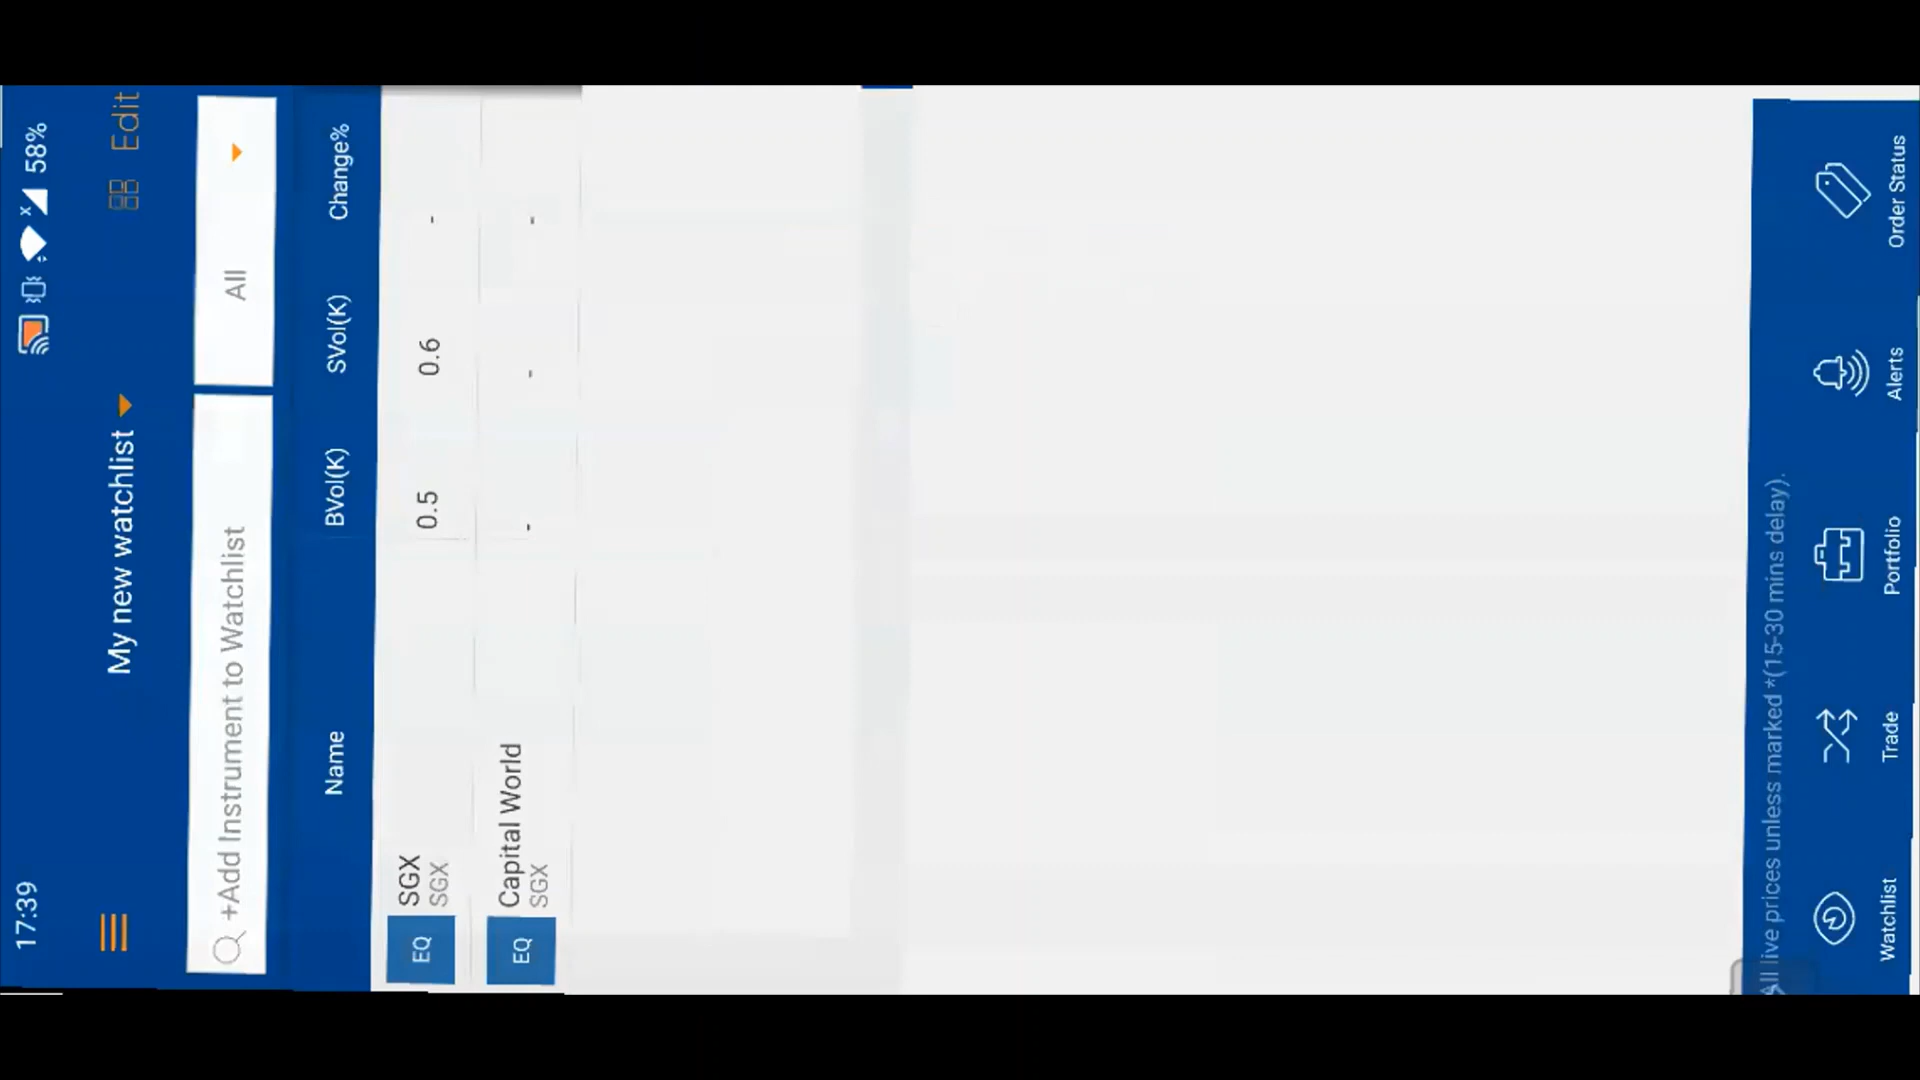 17:39
58%
My new watchlist
Edit
+Add Instrument to Watchlist
All
Name
BVol(K)
SVol(K)
Change%
EQ
SGX
SGX
0.5
0.6
-
EQ
Capital World
SGX
-
-
-
All live prices unless marked *(15-30 mins delay).
Watchlist
Trade
Portfolio
Alerts
Order Status